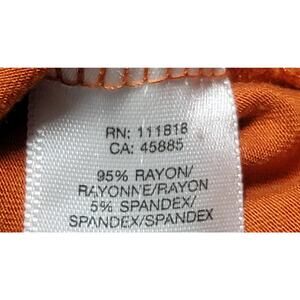 RN: 111818
CA: 45885
95% RAYON/
RAYONNE/RAYON
5% SPANDEX/
SPANDEX/SPANDEX